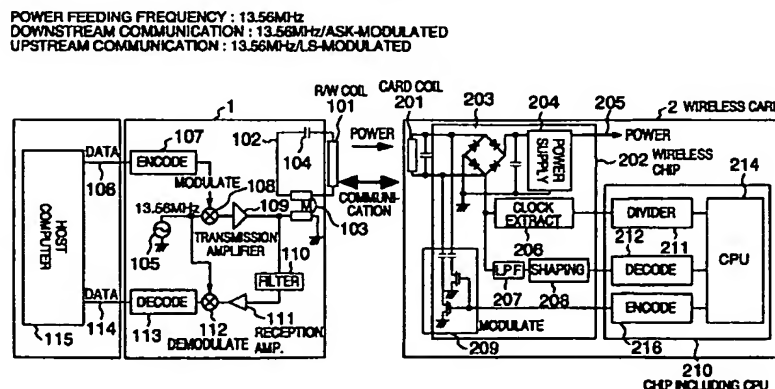 POWER FEEDING FREQUENCY : 13.56MHz
DOWNSTREAM COMMUNICATION : 13.56MHz/ASK-MODULATED
UPSTREAM COMMUNICATION : 13.56MHz/LS-MODULATED
1
R/W COIL
101
CARD COIL
201
203
204
205
2 WIRELESS CARD
107
102
104
POWER
POWER
DATA
ENCODE
106
MODULATE
108
109
POWER SUPPLY
202
WIRELESS CHIP
214
13.56MHz
M
103
COMMUNI-
CATION
CLOCK EXTRACT
206
DIVIDER
211
212
105
TRANSMISSION AMPLIFIER
110
FILTER
HOST COMPUTER
CPU
LPF
207
SHAPING
208
DECODE
DATA
114
DECODE
113
112
DEMODULATE
111
RECEPTION AMP.
115
MODULATE
209
ENCODE
216
210
CHIP INCLUDING CPU